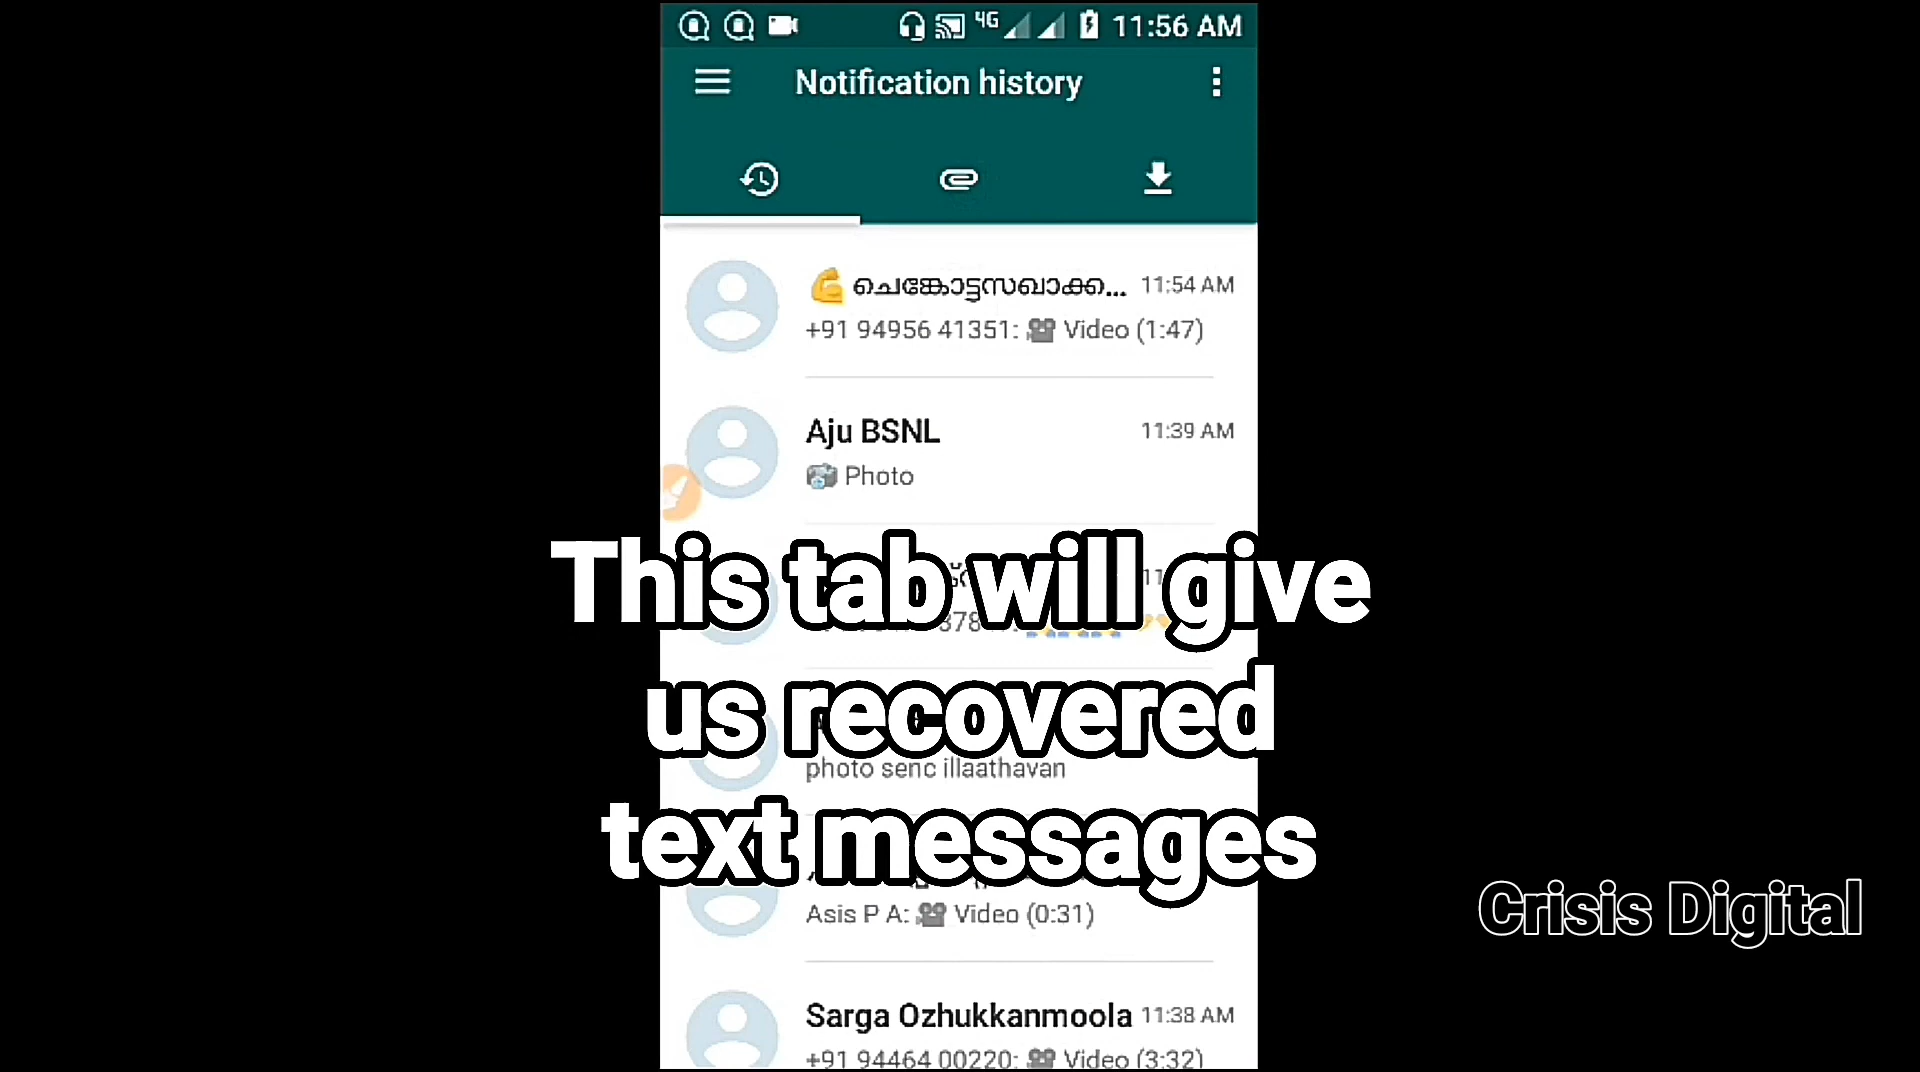 4G 11:56 AM
Notification history
💪 ചെങ്കോട്ടസഖാക്ക... 11:54 AM
+91 94956 41351: 🎥 Video (1:47)
Aju BSNL 11:39 AM
📷 Photo
This tab will give
us recovered
photo senc illaathavan
text messages
Asis P A: 🎥 Video (0:31)
Crisis Digital
Sarga Ozhukkanmoola 11:38 AM
+91 94464 00220: 🎥 Video (3:32)